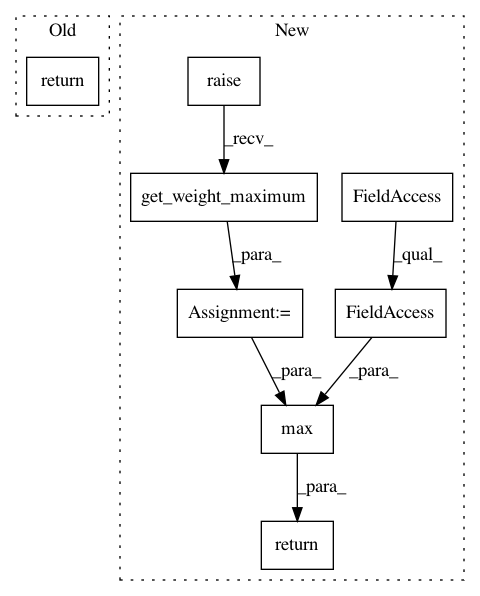 Old
New
return
raise
_recv_
get_weight_maximum
FieldAccess
_para_
_qual_
Assignment:=
FieldAccess
_para_
_para_
max
_para_
return